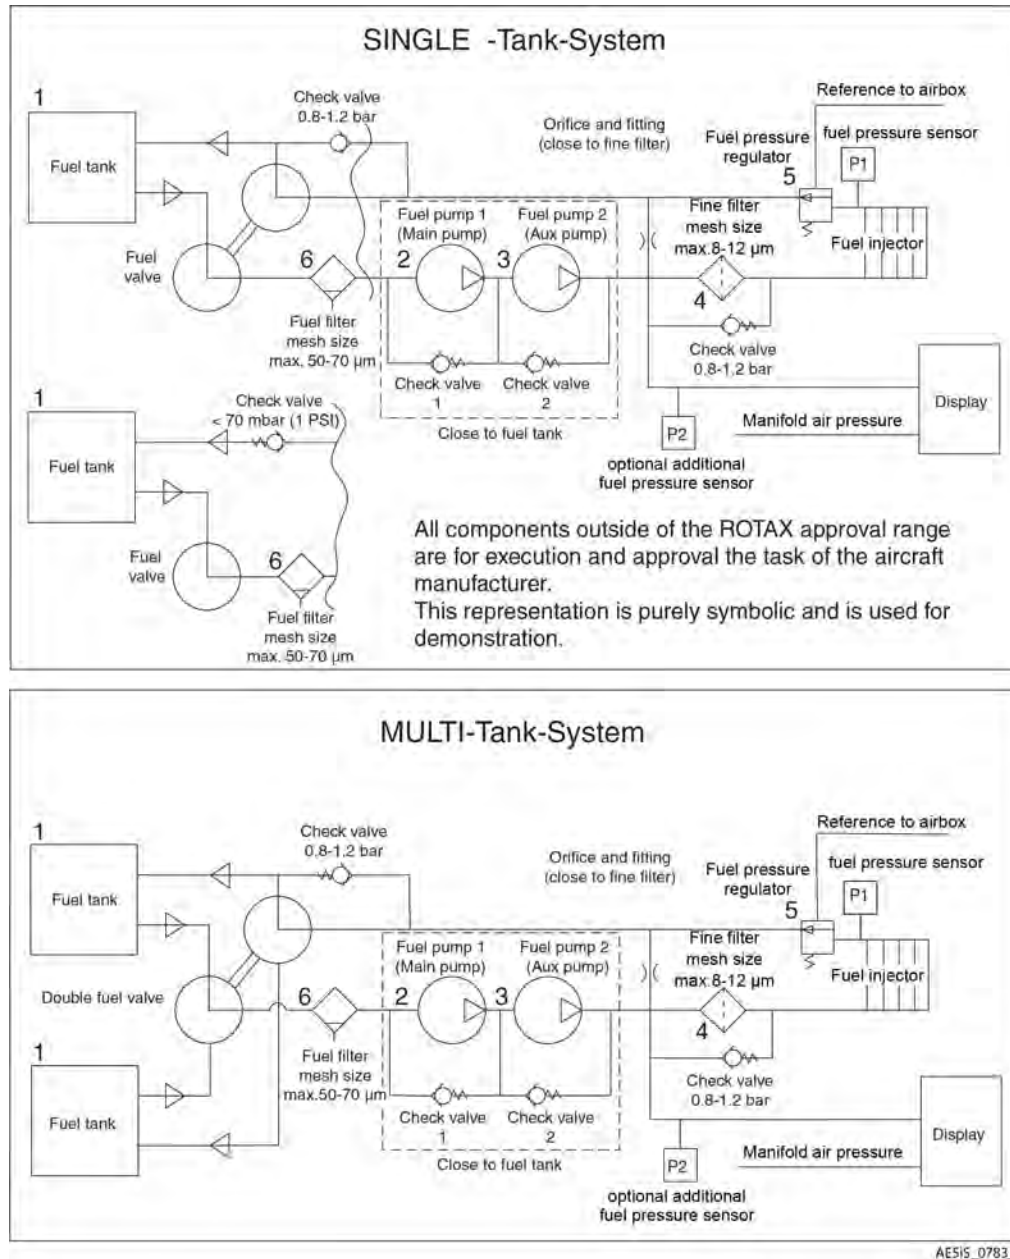 SINGLE -Tank-System
1
Fuel tank
Check valve
0.8-1.2 bar
Orifice and fitting
(close to fine filter)
Reference to airbox
Fuel pressure
regulator
fuel pressure sensor
P1
5
Fuel pump 1
(Main pump)
Fuel pump 2
(Aux pump)
Fine filter
mesh size
max.8-12 µm
Fuel injector
Fuel
valve
6
2
3
4
Fuel filter
mesh size
max. 50-70 µm
Check valve
1
Check valve
2
Check valve
0.8-1.2 bar
Close to fuel tank
Display
Manifold air pressure
P2
optional additional
fuel pressure sensor
1
Fuel tank
Check valve
< 70 mbar (1 PSI)
Fuel
valve
6
Fuel filter
mesh size
max. 50-70 µm
All components outside of the ROTAX approval range
are for execution and approval the task of the aircraft
manufacturer.
This representation is purely symbolic and is used for
demonstration.
MULTI-Tank-System
1
Fuel tank
Check valve
0.8-1.2 bar
Orifice and fitting
(close to fine filter)
Reference to airbox
Fuel pressure
regulator
fuel pressure sensor
P1
5
Fuel pump 1
(Main pump)
Fuel pump 2
(Aux pump)
Fine filter
mesh size
max.8-12 µm
Fuel injector
Double fuel valve
6
2
3
4
Fuel filter
mesh size
max.50-70 µm
1
Fuel tank
Check valve
1
Check valve
2
Check valve
0.8-1.2 bar
Close to fuel tank
Display
Manifold air pressure
P2
optional additional
fuel pressure sensor
AE5iS_0783